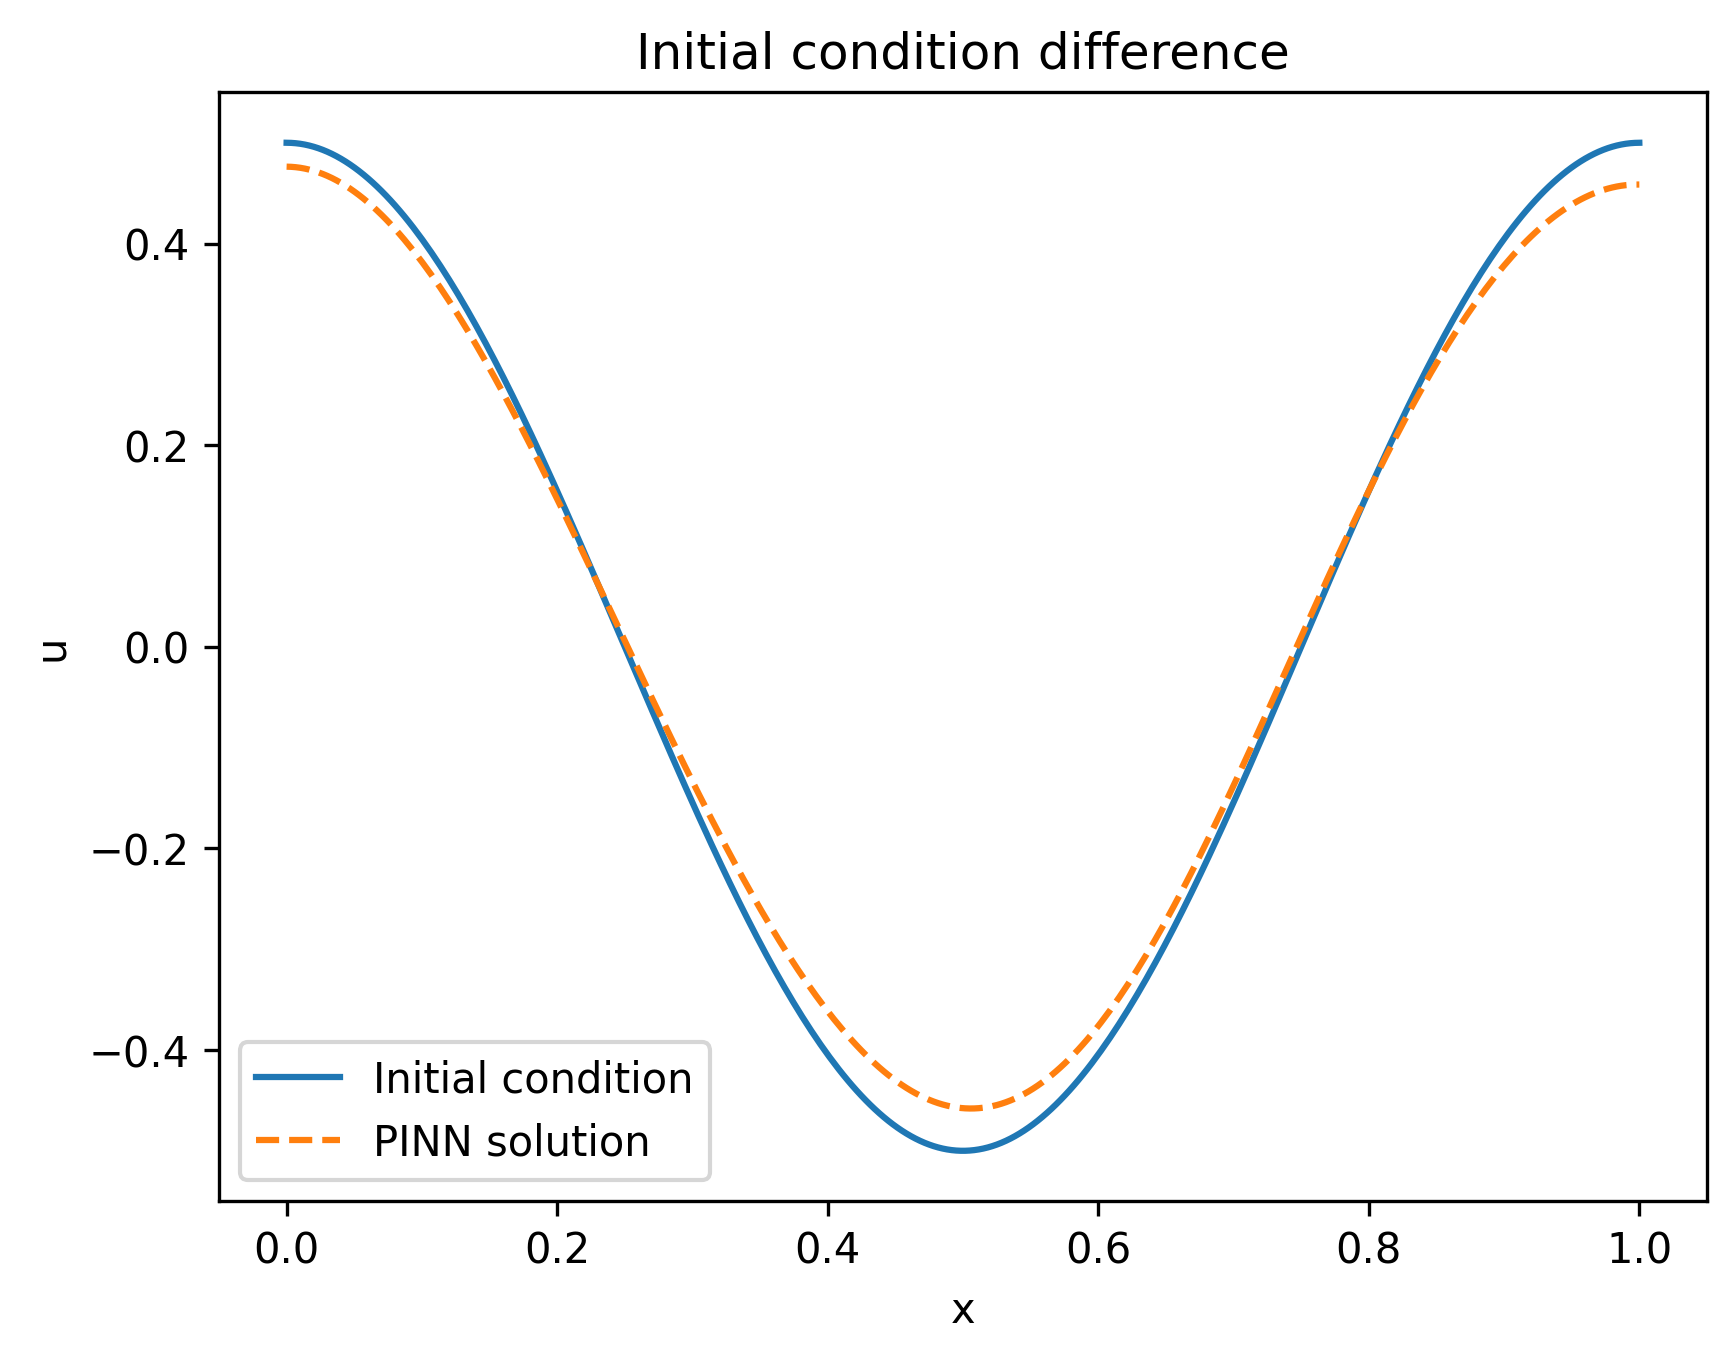 Initial condition difference
u
0.4
0.2
0.0
−0.2
−0.4
Initial condition
PINN solution
0.0 0.2 0.4 0.6 0.8 1.0
x